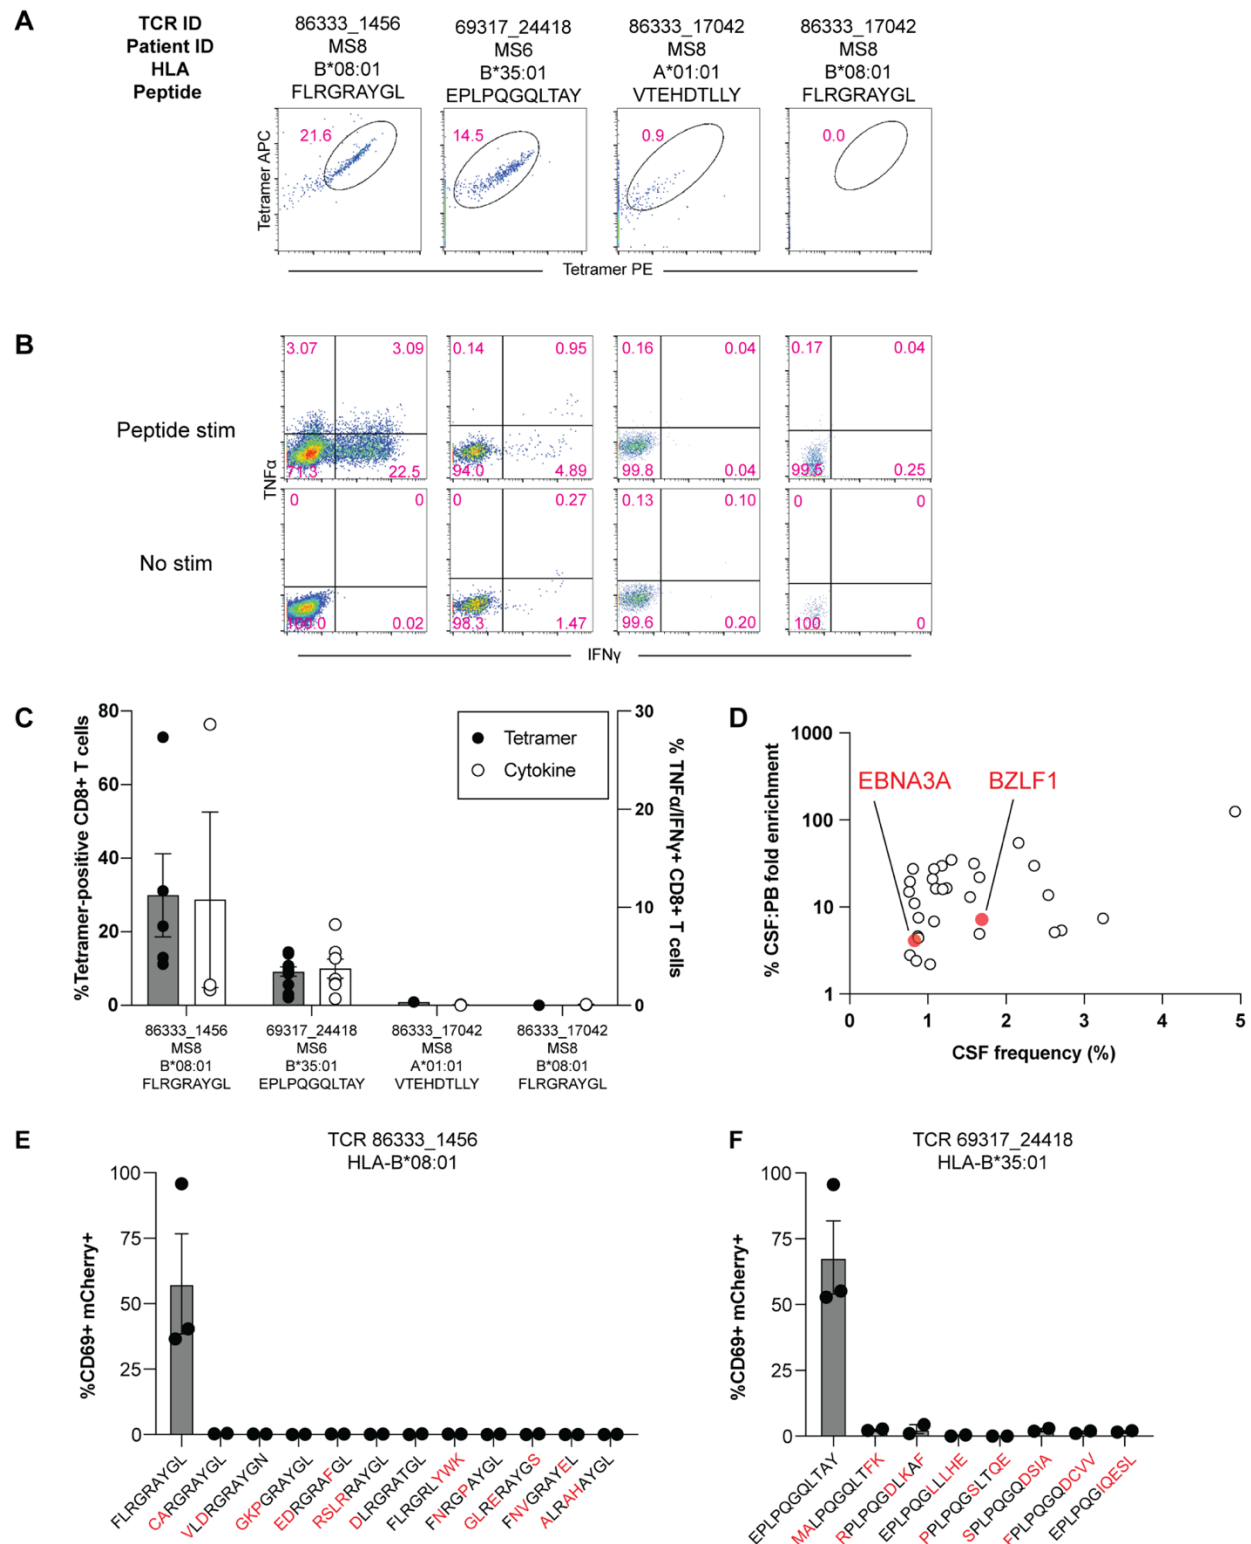 A
TCR ID
Patient ID
HLA
Peptide
86333_1456
MS8
B*08:01
FLRGRAYGL
69317_24418
MS6
B*35:01
EPLPQGQLTAY
86333_17042
MS8
A*01:01
VTEHDTLLY
86333_17042
MS8
B*08:01
FLRGRAYGL
21.6
14.5
0.9
0.0
Tetramer APC
Tetramer PE
B
Peptide stim
3.07 3.09
71.3 22.5
0.14 0.95
94.0 4.89
0.16 0.04
99.8 0.04
0.17 0.04
99.5 0.25
TNFα
No stim
0 0
100.0 0.02
0 0.27
98.3 1.47
0.13 0.10
99.6 0.20
0 0
100 0
IFNγ
C
%Tetramer-positive CD8+ T cells
80
60
40
20
0
Tetramer
Cytokine
30
20
10
0
% TNFα/IFNγ+ CD8+ T cells
86333_1456
MS8
B*08:01
FLRGRAYGL
69317_24418
MS6
B*35:01
EPLPQGQLTAY
86333_17042
MS8
A*01:01
VTEHDTLLY
86333_17042
MS8
B*08:01
FLRGRAYGL
D
% CSF:PB fold enrichment
1000
100
10
1
EBNA3A
BZLF1
0 1 2 3 4 5
CSF frequency (%)
E
TCR 86333_1456
HLA-B*08:01
%CD69+ mCherry+
100
75
50
25
0
FLRGRAYGL
CARGRAYGL
VLDRGRAYGN
GKPGRAYGL
EDRGRAFGL
RSLRRAYGL
DLRGRATGL
FLRGRLYWK
FNRGPAYGL
GLRERAYGS
FNVGRAYEL
ALRAHAYGL
F
TCR 69317_24418
HLA-B*35:01
%CD69+ mCherry+
100
75
50
25
0
EPLPQGQLTAY
MALPQGQLTFK
RPLPQGDLKAF
EPLPQGLLHE
PPLPQGSLTQE
SPLPQGQDSIA
FPLPQGQDCVV
EPLPQGIQESL